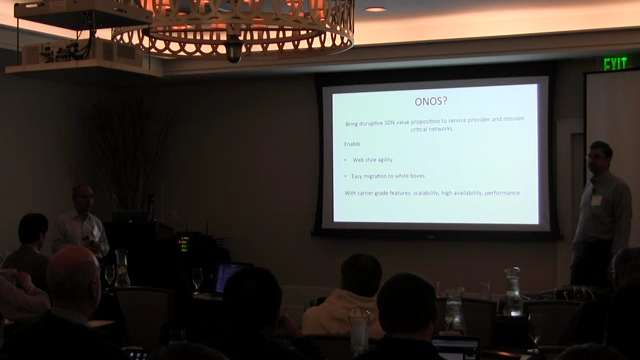 EXIT
ONOS?
Bring disruptive SDN value proposition to service provider and mission
critical networks
Enable
• Web style agility
• Easy migration to white boxes
With carrier grade features: scalability, high availability, performance